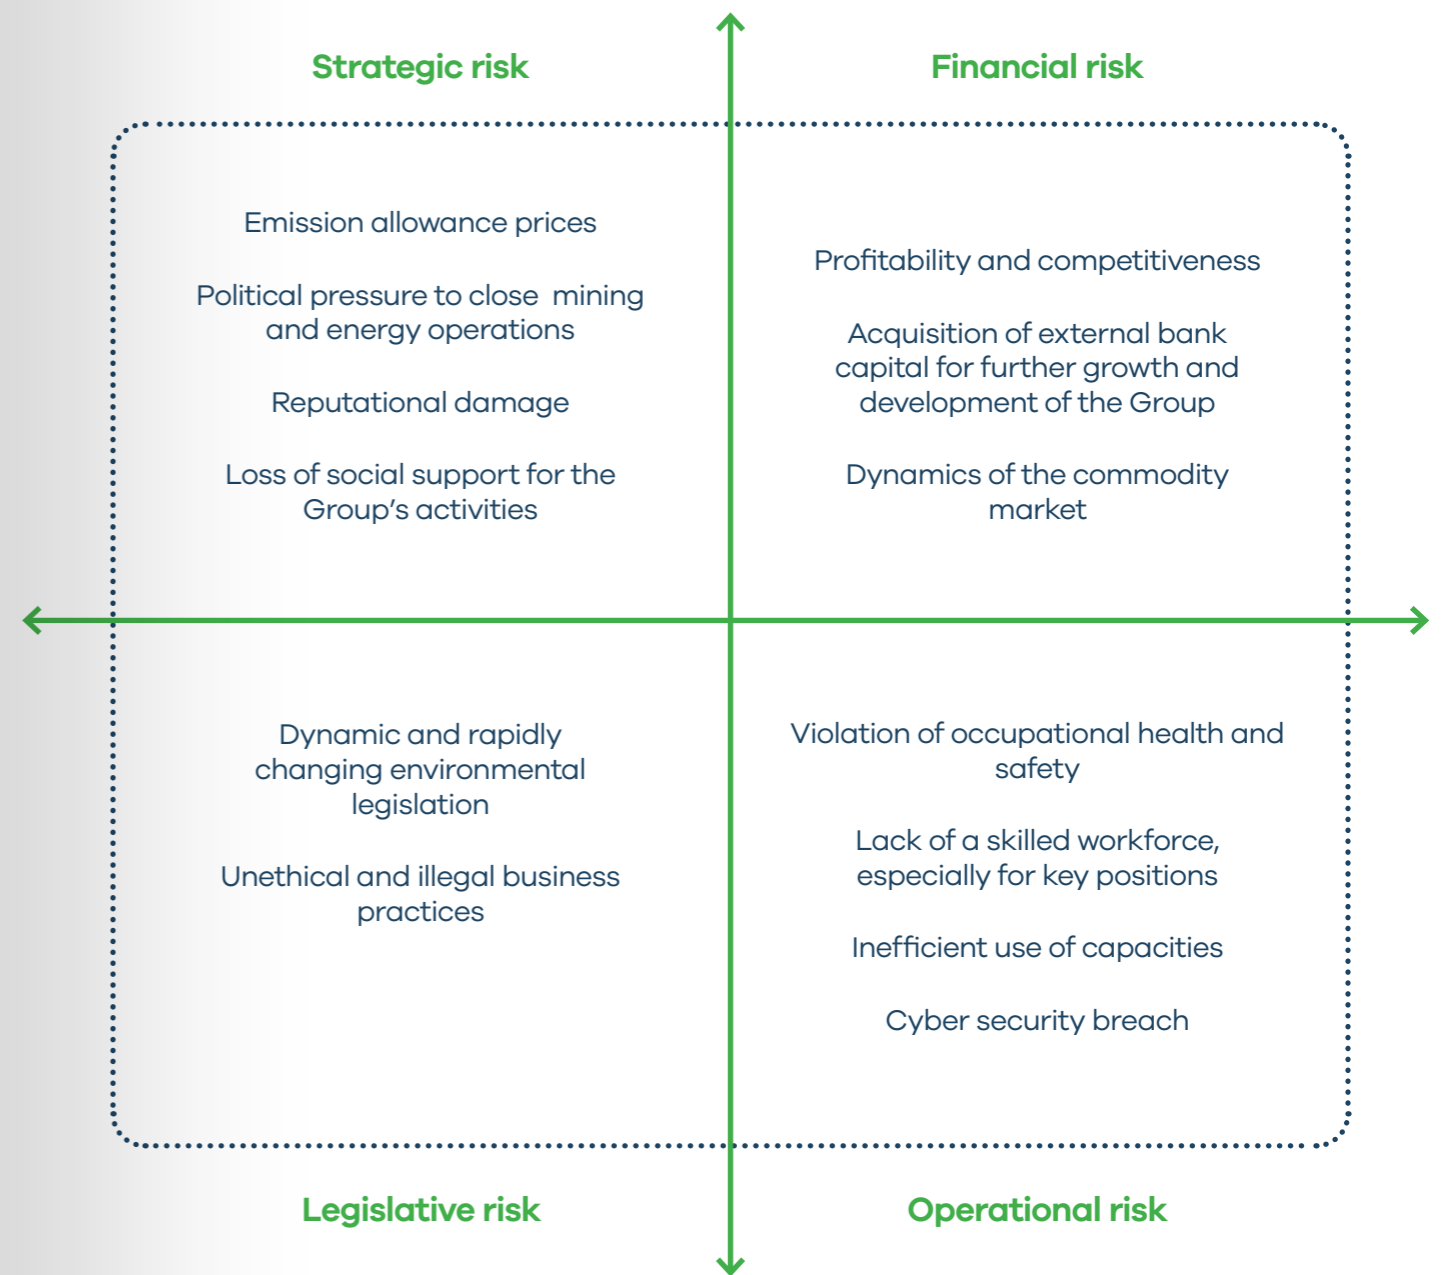 Strategic risk
Emission allowance prices
Political pressure to close mining
and energy operations
Reputational damage
Loss of social support for the
Group’s activities
Financial risk
Profitability and competitiveness
Acquisition of external bank
capital for further growth and
development of the Group
Dynamics of the commodity
market
Dynamic and rapidly
changing environmental
legislation
Unethical and illegal business
practices
Legislative risk
Violation of occupational health and
safety
Lack of a skilled workforce,
especially for key positions
Inefficient use of capacities
Cyber security breach
Operational risk